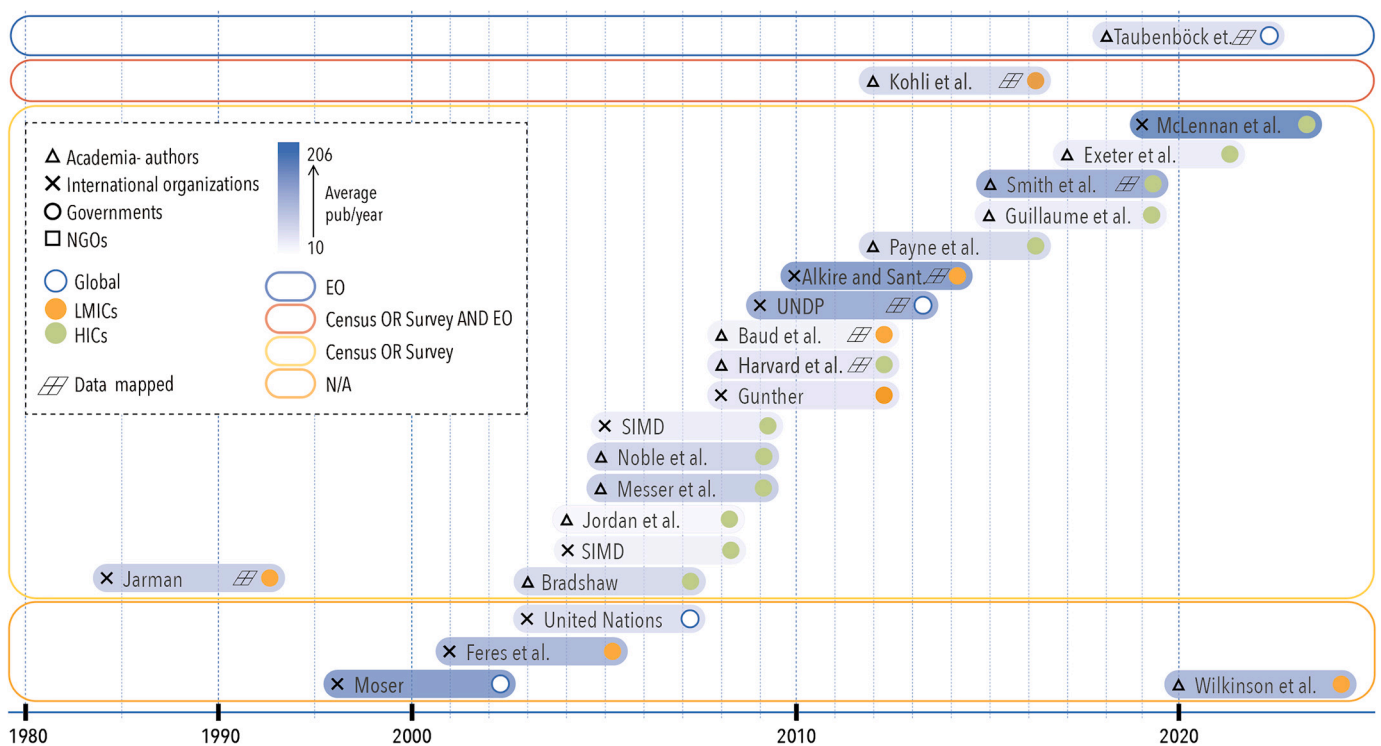 Taubenböck et.
Kohli et al.
McLennan et al.
Exeter et al.
Smith et al.
Guillaume et al.
Payne et al.
Alkire and Sant.
UNDP
Baud et al.
Harvard et al.
Gunther
SIMD
Noble et al.
Messer et al.
Jordan et al.
SIMD
Jarman
Bradshaw
United Nations
Feres et al.
Moser
Wilkinson et al.
Academia- authors
International organizations
Governments
NGOs
Global
LMICs
HICs
Data mapped
206
Average
pub/year
10
EO
Census OR Survey AND EO
Census OR Survey
N/A
1980 1990 2000 2010 2020